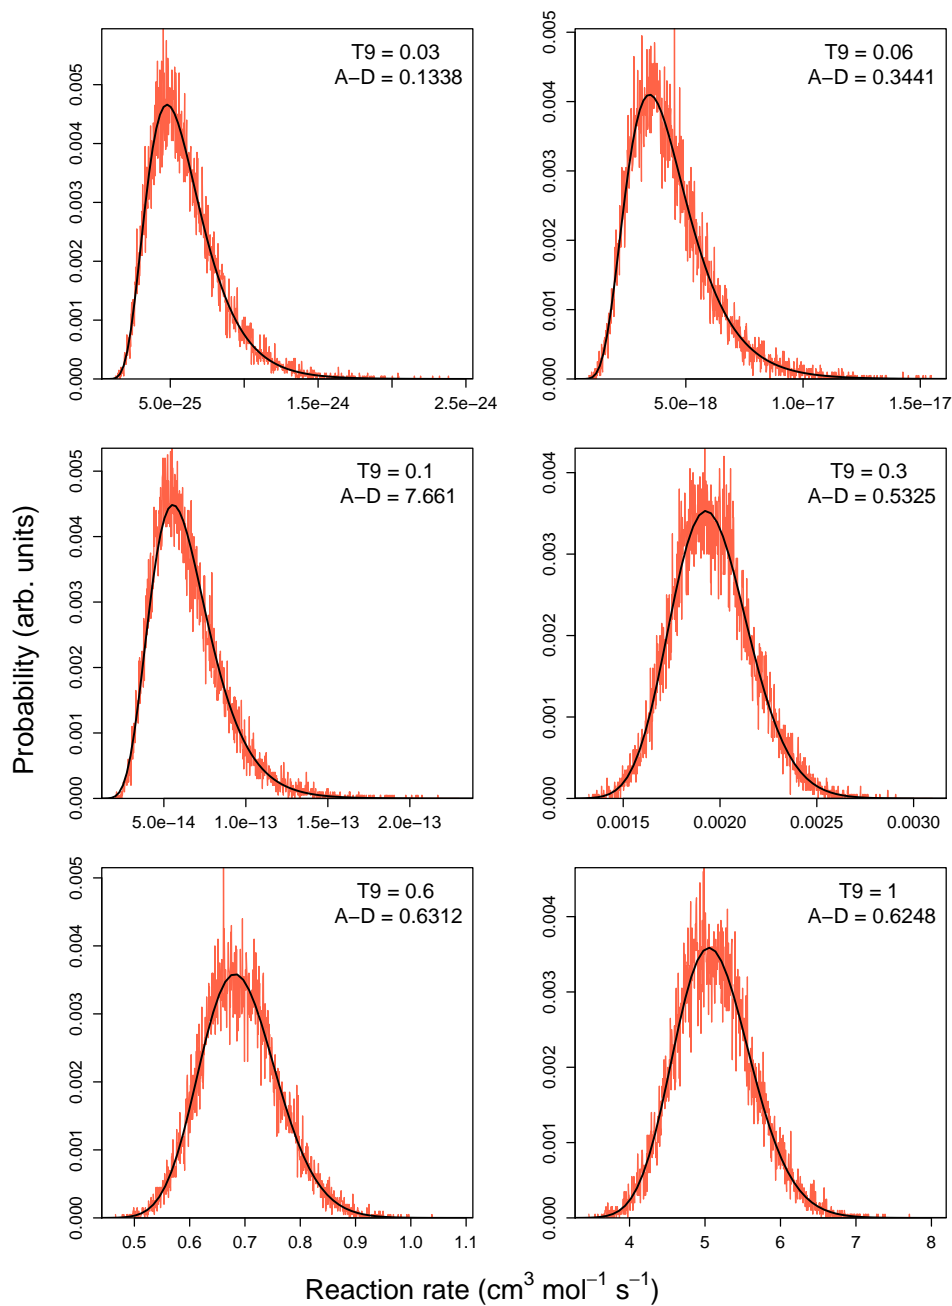 T9 = 0.03
A−D = 0.1338
0.000 0.001 0.002 0.003 0.004 0.005
5.0e−25 1.5e−24 2.5e−24
T9 = 0.06
A−D = 0.3441
0.000 0.001 0.002 0.003 0.004 0.005
5.0e−18 1.0e−17 1.5e−17
T9 = 0.1
A−D = 7.661
0.000 0.001 0.002 0.003 0.004 0.005
5.0e−14 1.0e−13 1.5e−13 2.0e−13
T9 = 0.3
A−D = 0.5325
0.000 0.001 0.002 0.003 0.004
0.0015 0.0020 0.0025 0.0030
T9 = 0.6
A−D = 0.6312
0.000 0.001 0.002 0.003 0.004 0.005
0.5 0.6 0.7 0.8 0.9 1.0 1.1
T9 = 1
A−D = 0.6248
0.000 0.001 0.002 0.003 0.004
4 5 6 7 8
Probability (arb. units)
Reaction rate (cm³ mol⁻¹ s⁻¹)